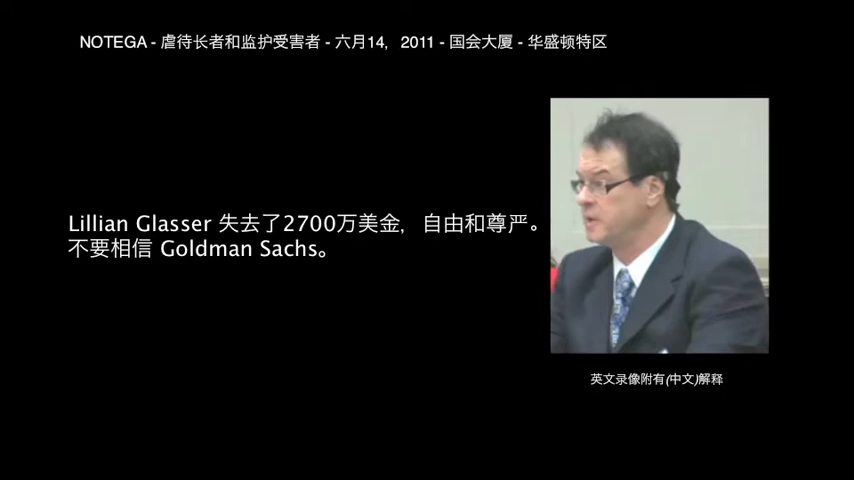 NOTEGA - 虐待长者和监护受害者 - 六月14，2011 - 国会大厦 - 华盛顿特区
Lillian Glasser 失去了2700万美金，自由和尊严。
不要相信 Goldman Sachs。
英文录像附有(中文)解释